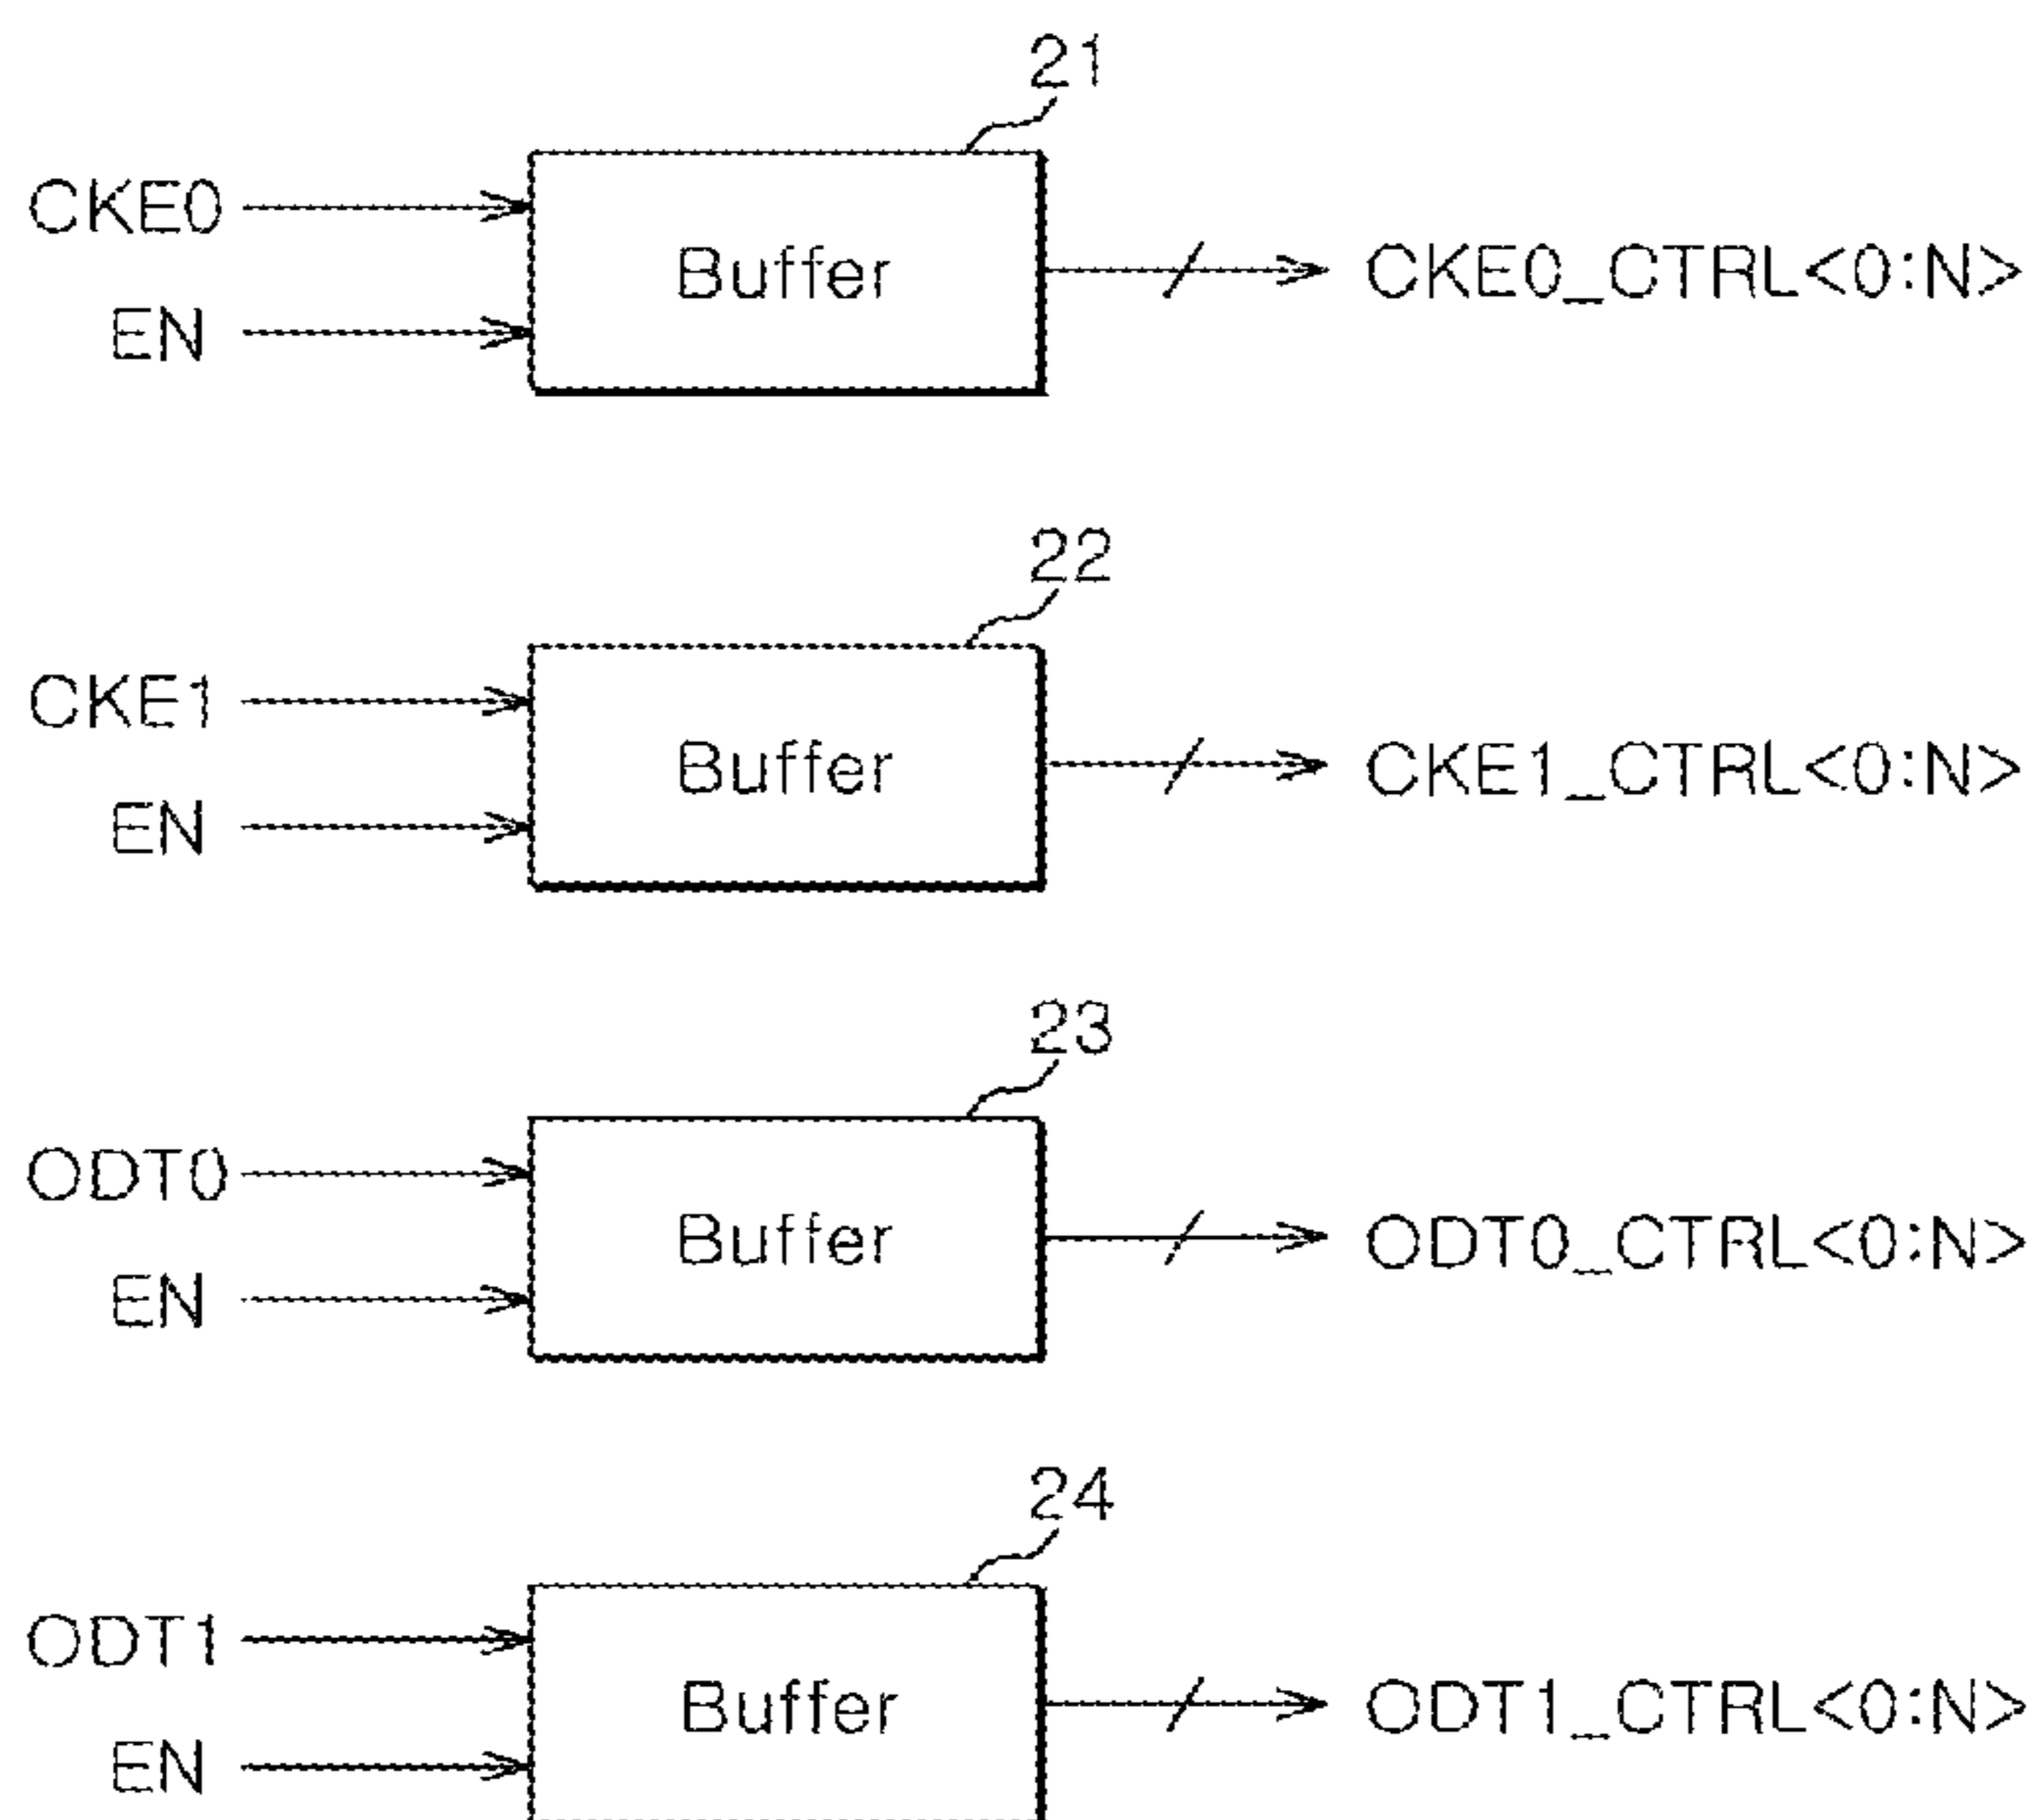 21
CKE0
EN
Buffer
CKE0_CTRL<0:N>
22
CKE1
EN
Buffer
CKE1_CTRL<0:N>
23
ODT0
EN
Buffer
ODT0_CTRL<0:N>
24
ODT1
EN
Buffer
ODT1_CTRL<0:N>